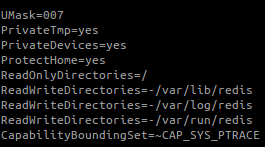 UMask=007
PrivateTmp=yes
PrivateDevices=yes
ProtectHome=yes
ReadOnlyDirectories=/
ReadWriteDirectories=-/var/lib/redis
ReadWriteDirectories=-/var/log/redis
ReadWriteDirectories=-/var/run/redis
CapabilityBoundingSet=~CAP_SYS_PTRACE